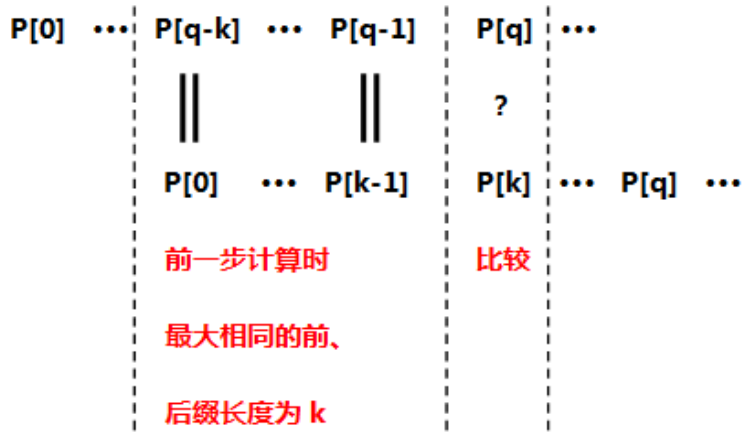 P[0] ··· P[q-k] ··· P[q-1] P[q] ···
?
P[0] ··· P[k-1] P[k] ··· P[q] ···
前一步计算时 比较
最大相同的前、
后缀长度为 k